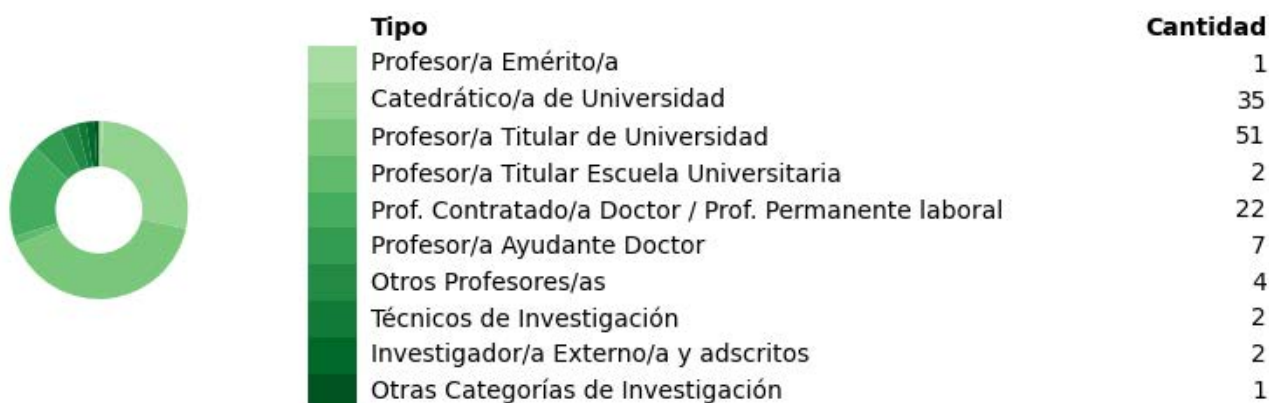 Tipo Cantidad
Profesor/a Emérito/a 1
Catedrático/a de Universidad 35
Profesor/a Titular de Universidad 51
Profesor/a Titular Escuela Universitaria 2
Prof. Contratado/a Doctor / Prof. Permanente laboral 22
Profesor/a Ayudante Doctor 7
Otros Profesores/as 4
Técnicos de Investigación 2
Investigador/a Externo/a y adscritos 2
Otras Categorías de Investigación 1